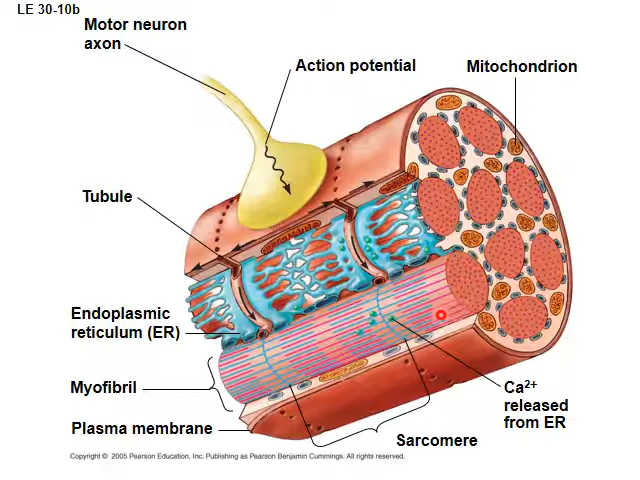 LE 30-10b
Motor neuron
axon
Action potential
Mitochondrion
Tubule
Endoplasmic
reticulum (ER)
Myofibril
Plasma membrane
Sarcomere
Ca2+
released
from ER
Copyright © 2005 Pearson Education, Inc. Publishing as Pearson Benjamin Cummings. All rights reserved.